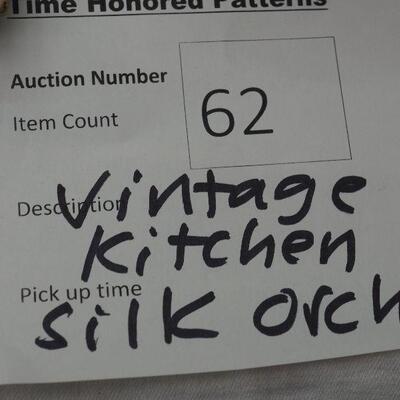 Time Honored Patterns
Auction Number
62
Item Count
Description
Vintage
Kitchen
Pick up time
Silk Orch